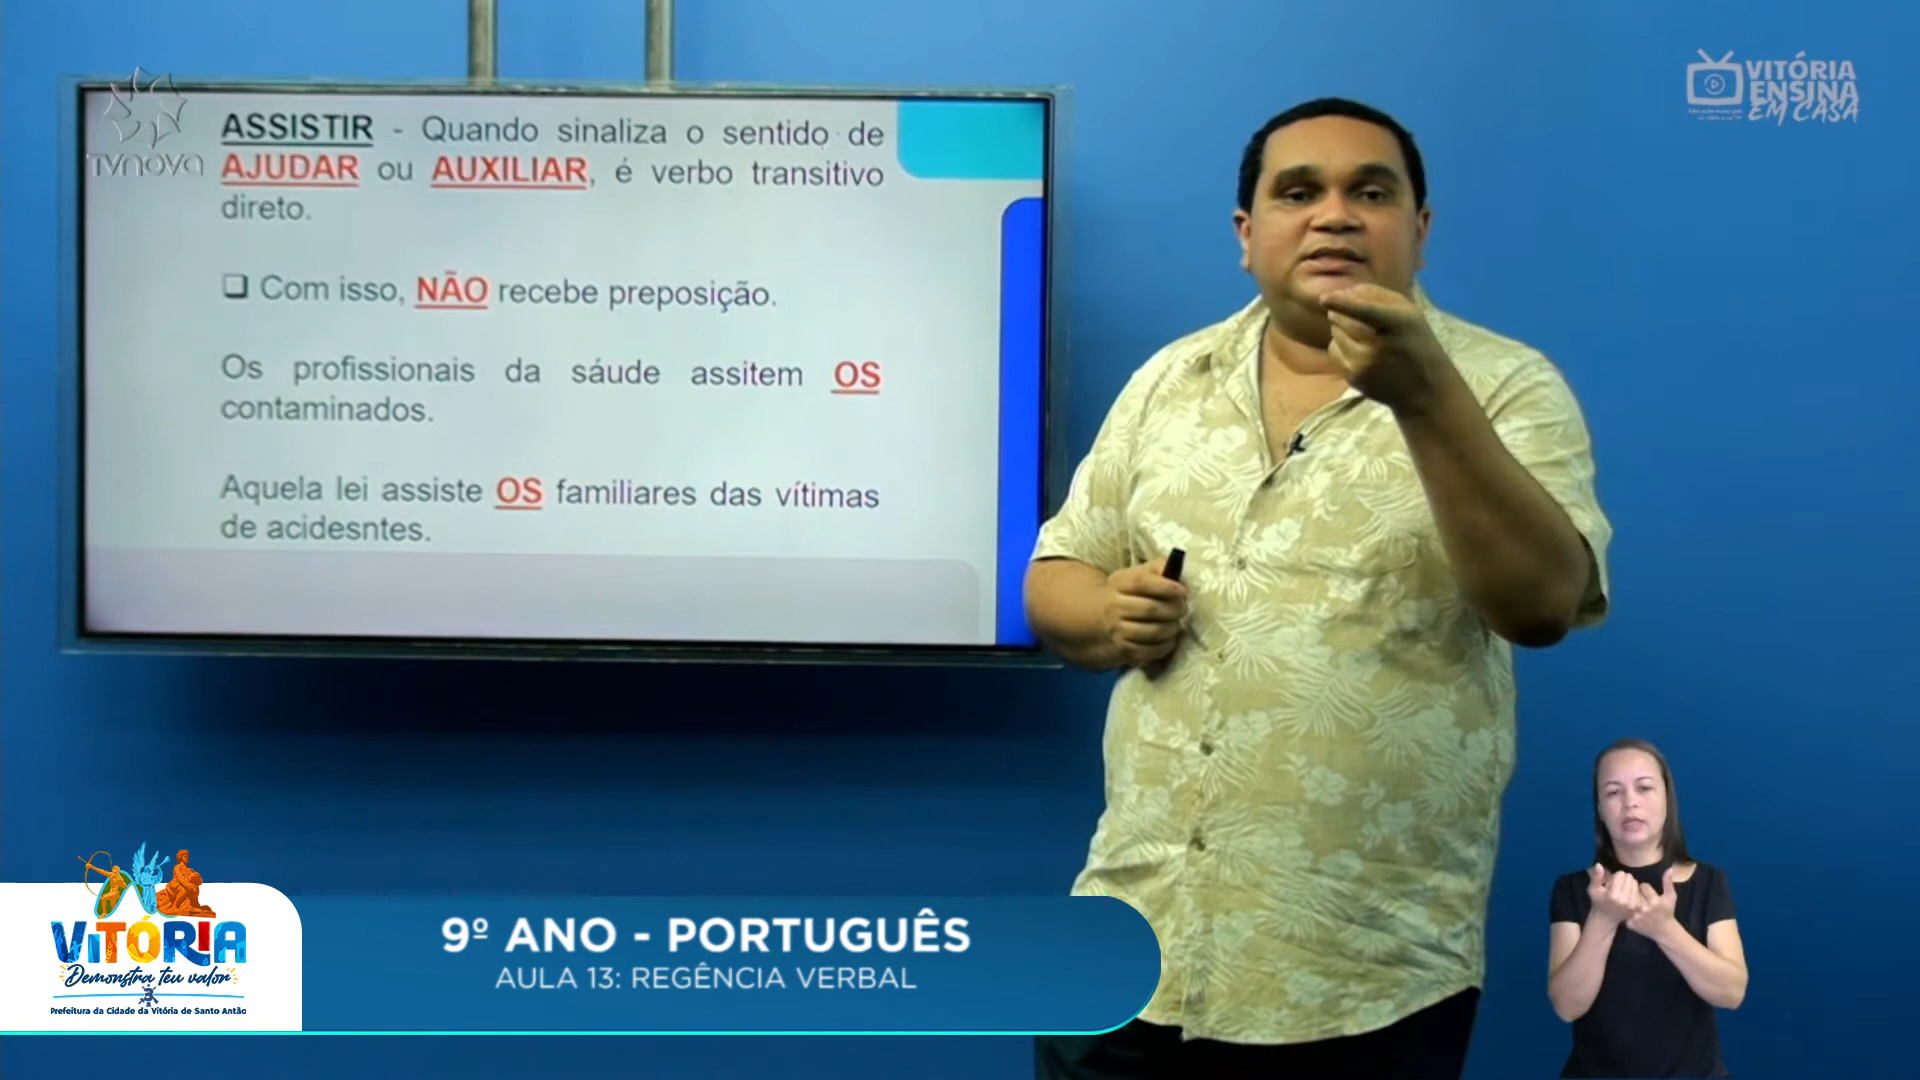 ASSISTIR - Quando sinaliza o sentido de
AJUDAR ou AUXILIAR, é verbo transitivo
direto.
❑ Com isso, NÃO recebe preposição.
Os profissionais da sáude assitem OS
contaminados.
Aquela lei assiste OS familiares das vítimas
de acidesntes.
TVNOVA
VITÓRIA
ENSINA
EM CASA
9º ANO - PORTUGUÊS
AULA 13: REGÊNCIA VERBAL
VITÓRIA
Demonstra teu valor
Prefeitura da Cidade da Vitória de Santo Antão